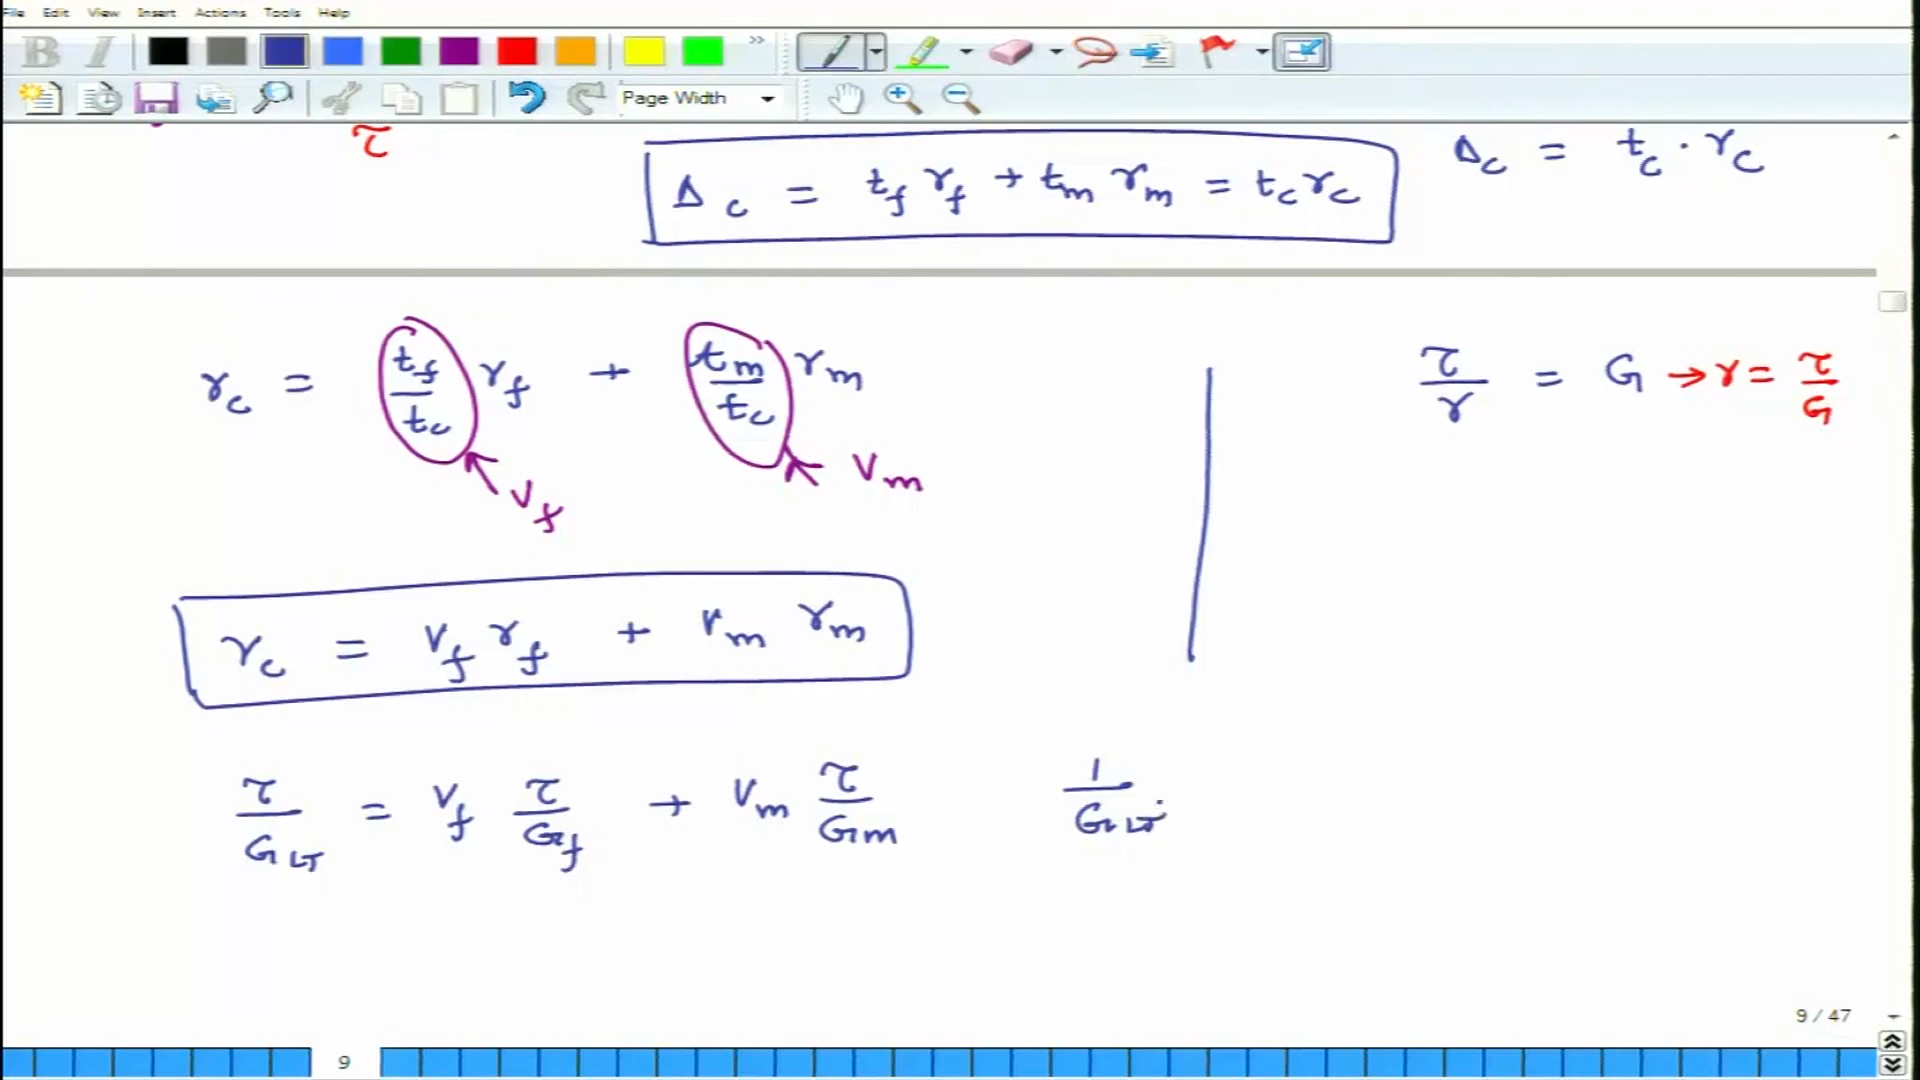 File Edit View Insert Actions Tools Help
B I
Page Width
τ
Δc = tf γf + tm γm = tc γc
Δc = tc · γc
γc = tf/tc γf + tm/tc γm
Vf
Vm
τ/γ = G → γ = τ/G
γc = Vf γf + Vm γm
τ/GLT = Vf τ/Gf + Vm τ/Gm
1/GLT
9 / 47
9